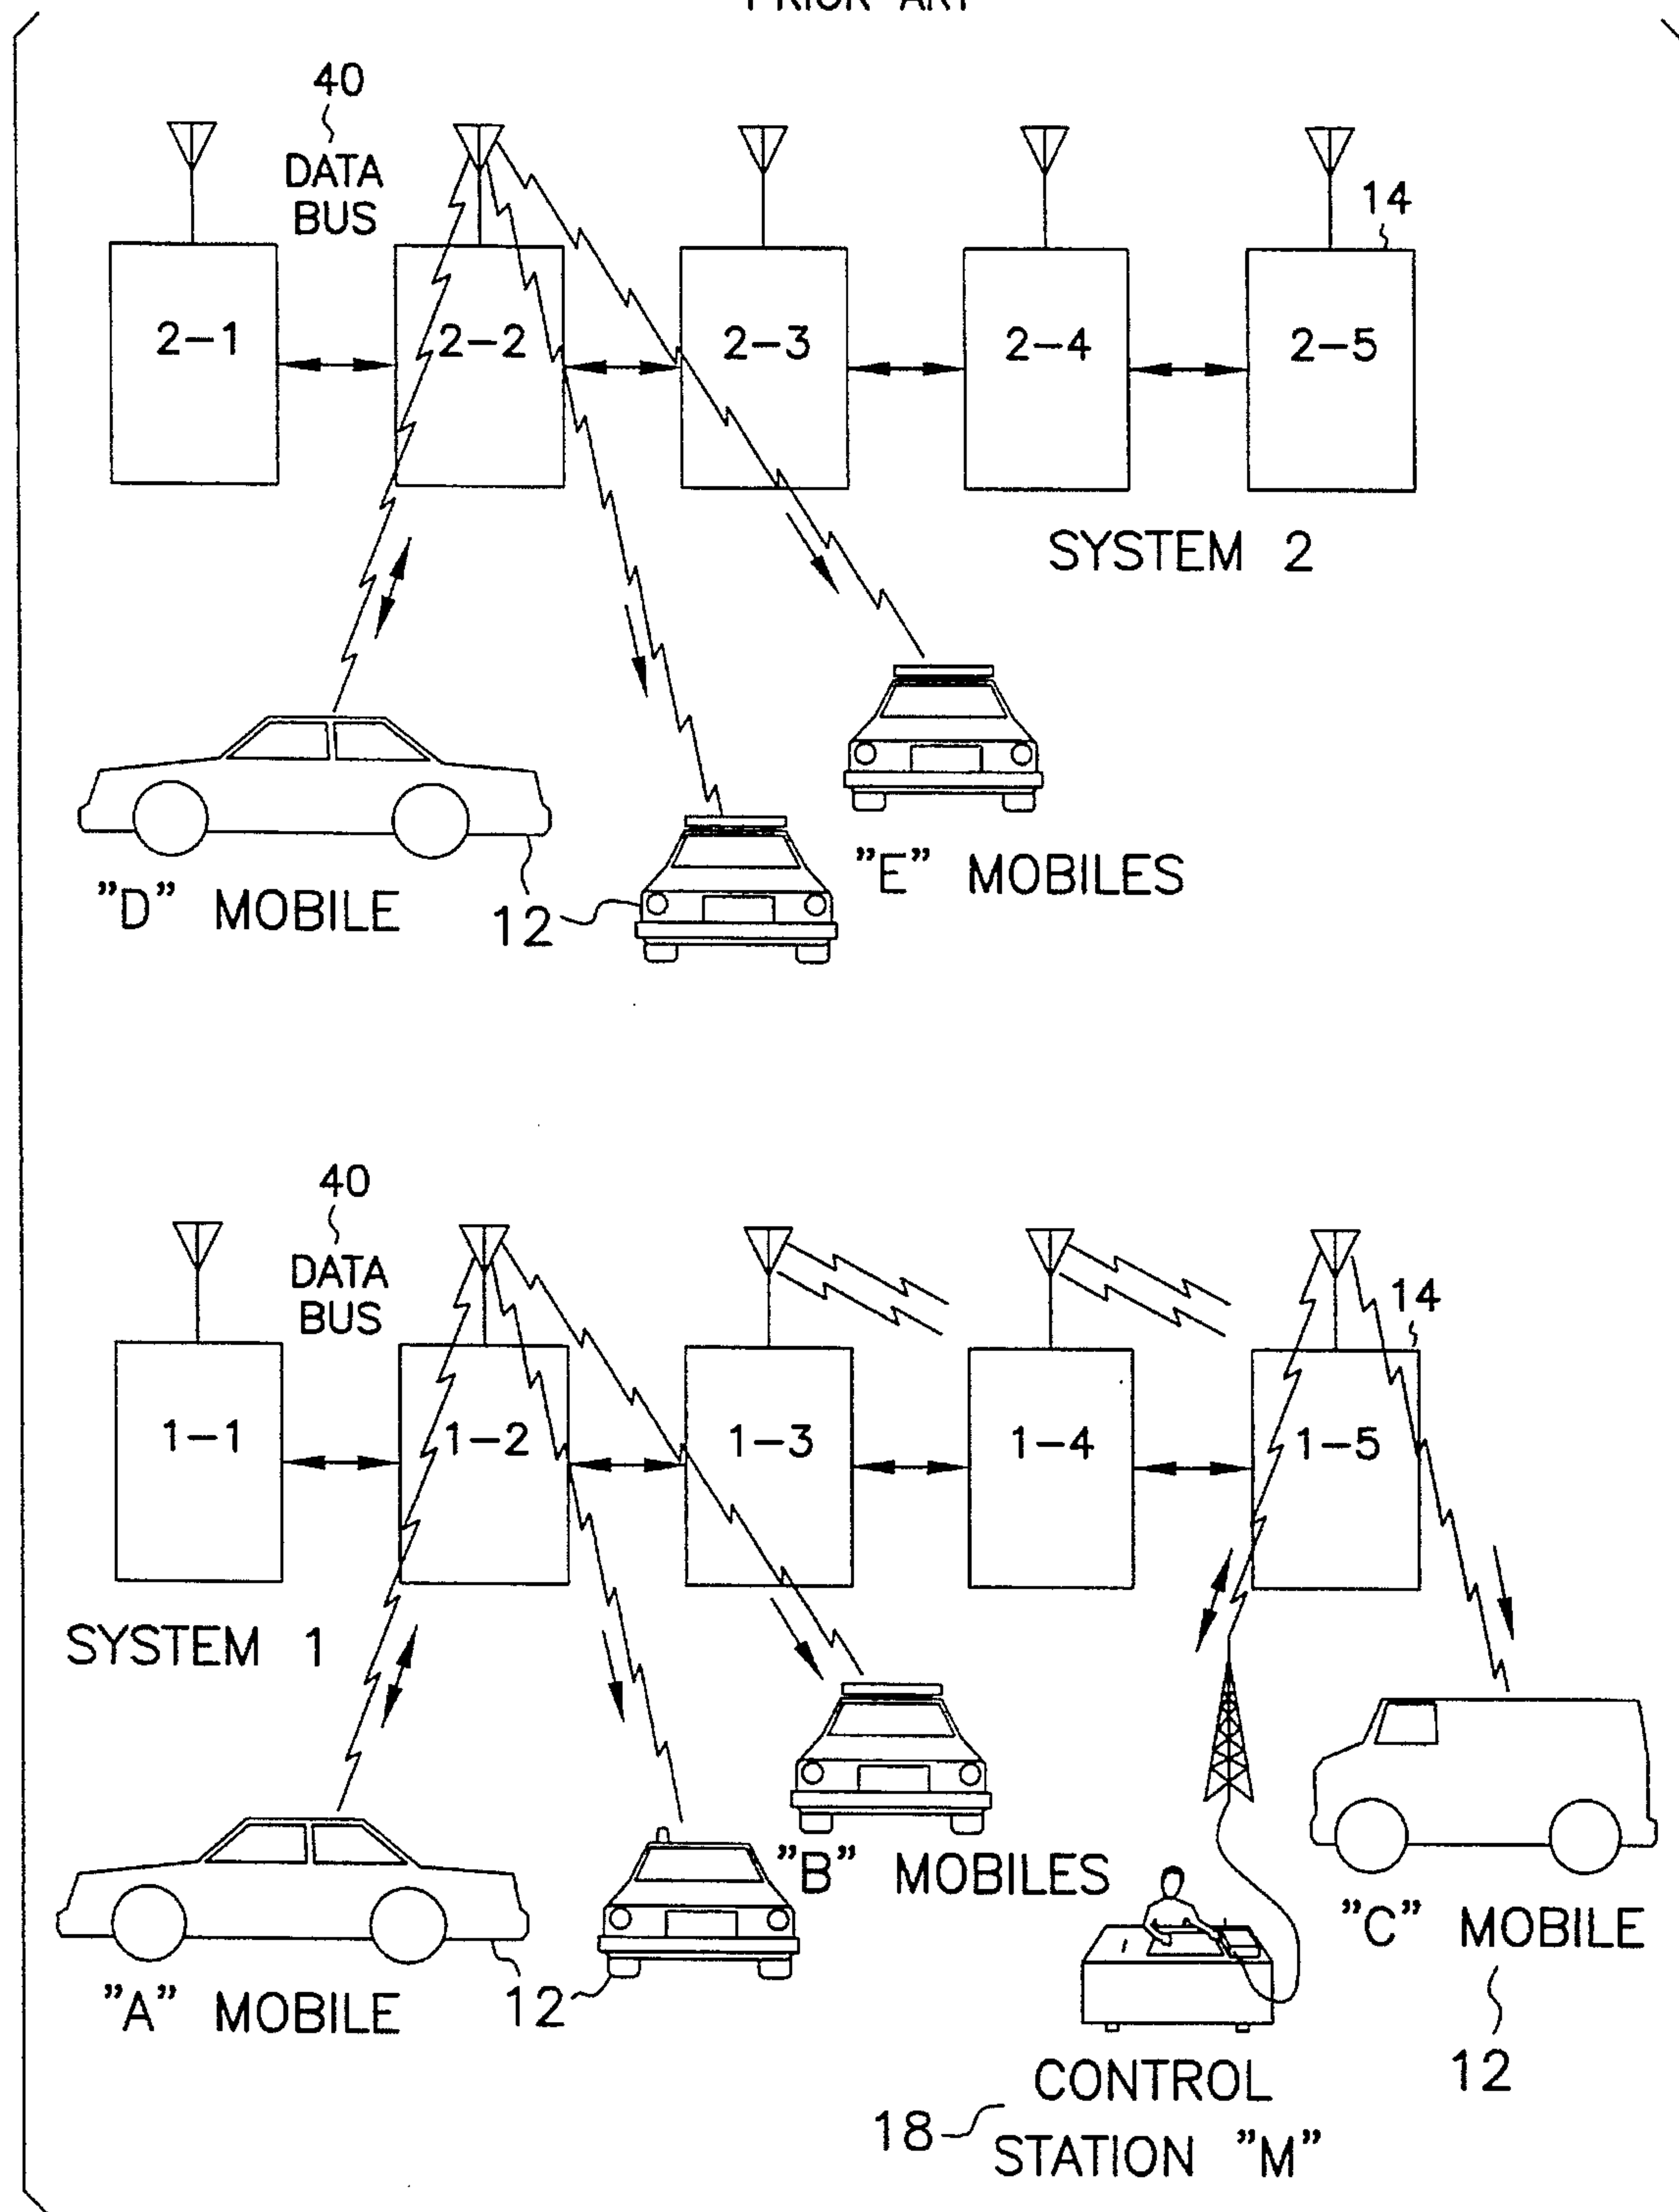 PRIOR ART
40
DATA
BUS
14
2-1
2-2
2-3
2-4
2-5
SYSTEM 2
"D" MOBILE
12
"E" MOBILES
40
DATA
BUS
14
1-1
1-2
1-3
1-4
1-5
SYSTEM 1
"B" MOBILES
"A" MOBILE
12
"C" MOBILE
12
CONTROL
18
STATION "M"